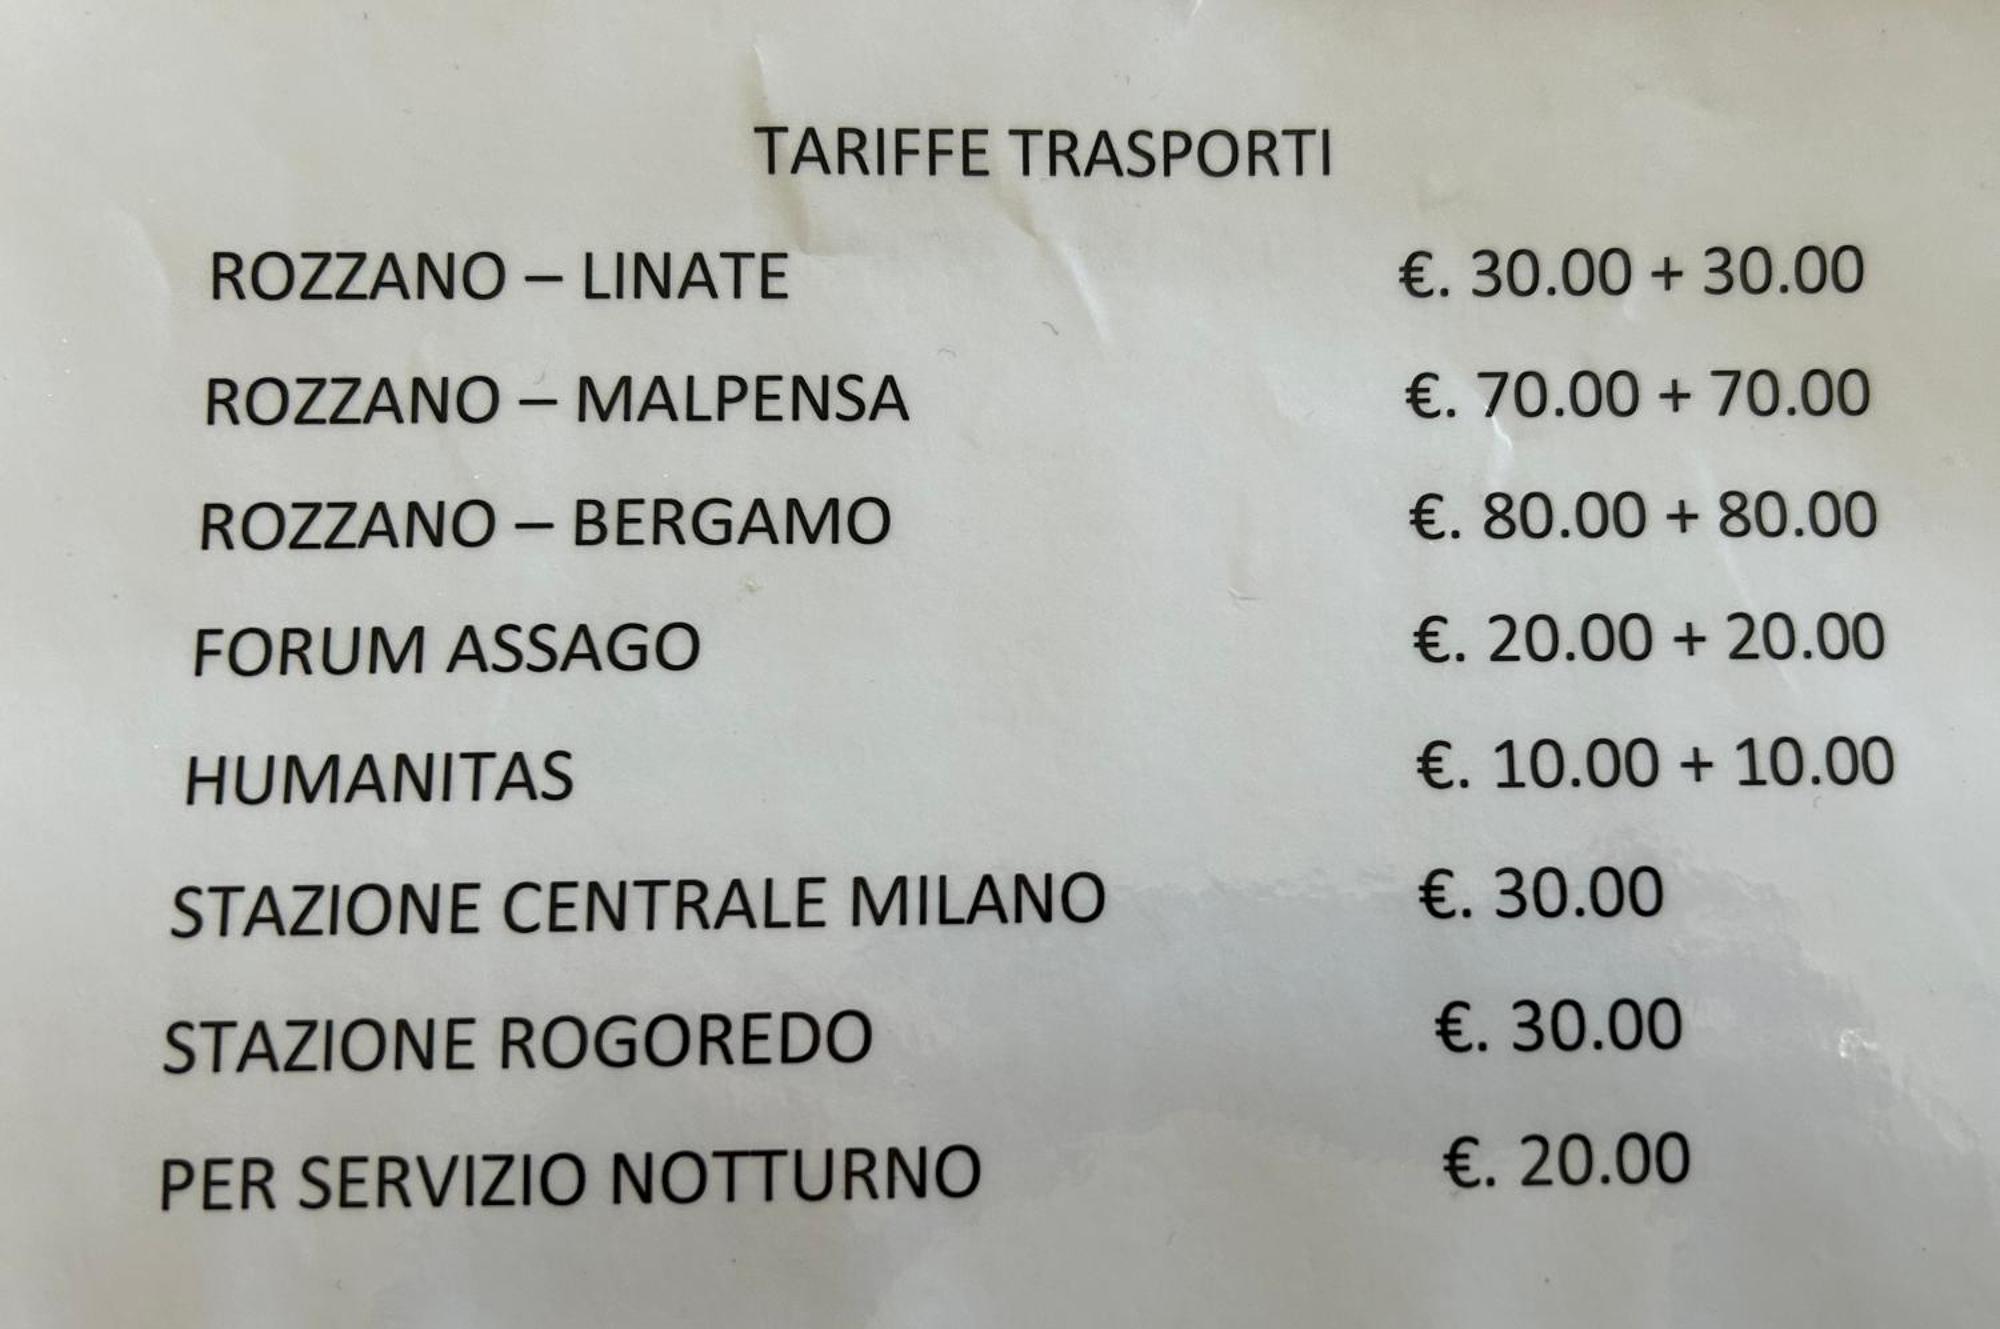 TARIFFE TRASPORTI
ROZZANO – LINATE €. 30.00 + 30.00
ROZZANO – MALPENSA €. 70.00 + 70.00
ROZZANO – BERGAMO €. 80.00 + 80.00
FORUM ASSAGO €. 20.00 + 20.00
HUMANITAS €. 10.00 + 10.00
STAZIONE CENTRALE MILANO €. 30.00
STAZIONE ROGOREDO €. 30.00
PER SERVIZIO NOTTURNO €. 20.00